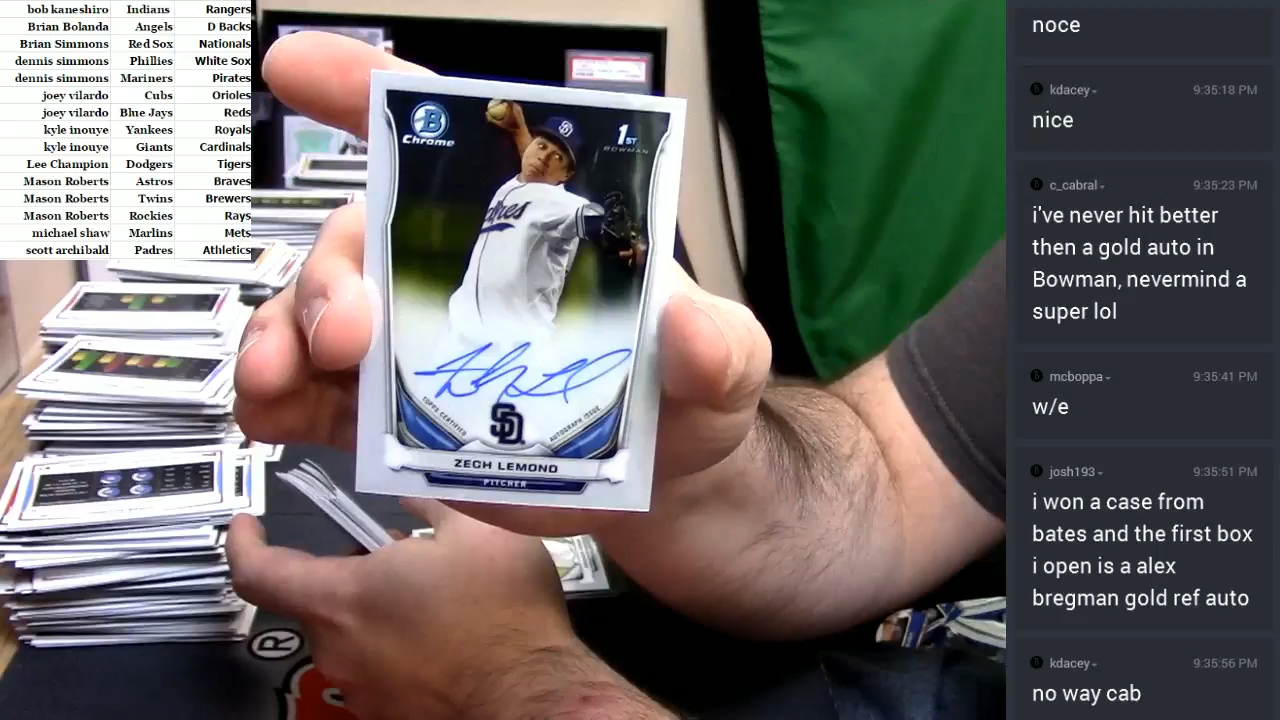 bob kaneshiro Indians Rangers
Brian Bolanda Angels D Backs
Brian Simmons Red Sox Nationals
dennis simmons Phillies White Sox
dennis simmons Mariners Pirates
joey vilardo Cubs Orioles
joey vilardo Blue Jays Reds
kyle inouye Yankees Royals
kyle inouye Giants Cardinals
Lee Champion Dodgers Tigers
Mason Roberts Astros Braves
Mason Roberts Twins Brewers
Mason Roberts Rockies Rays
michael shaw Marlins Mets
scott archibald Padres Athletics
B
Chrome
1ST
BOWMAN
SD
dres
TOPPS CERTIFIED
AUTOGRAPH ISSUE
SD
ZECH LEMOND
PITCHER
R
noce
kdacey 9:35:18 PM
nice
c_cabral 9:35:23 PM
i've never hit better
then a gold auto in
Bowman, nevermind a
super lol
mcboppa 9:35:41 PM
w/e
josh193 9:35:51 PM
i won a case from
bates and the first box
i open is a alex
bregman gold ref auto
kdacey 9:35:56 PM
no way cab